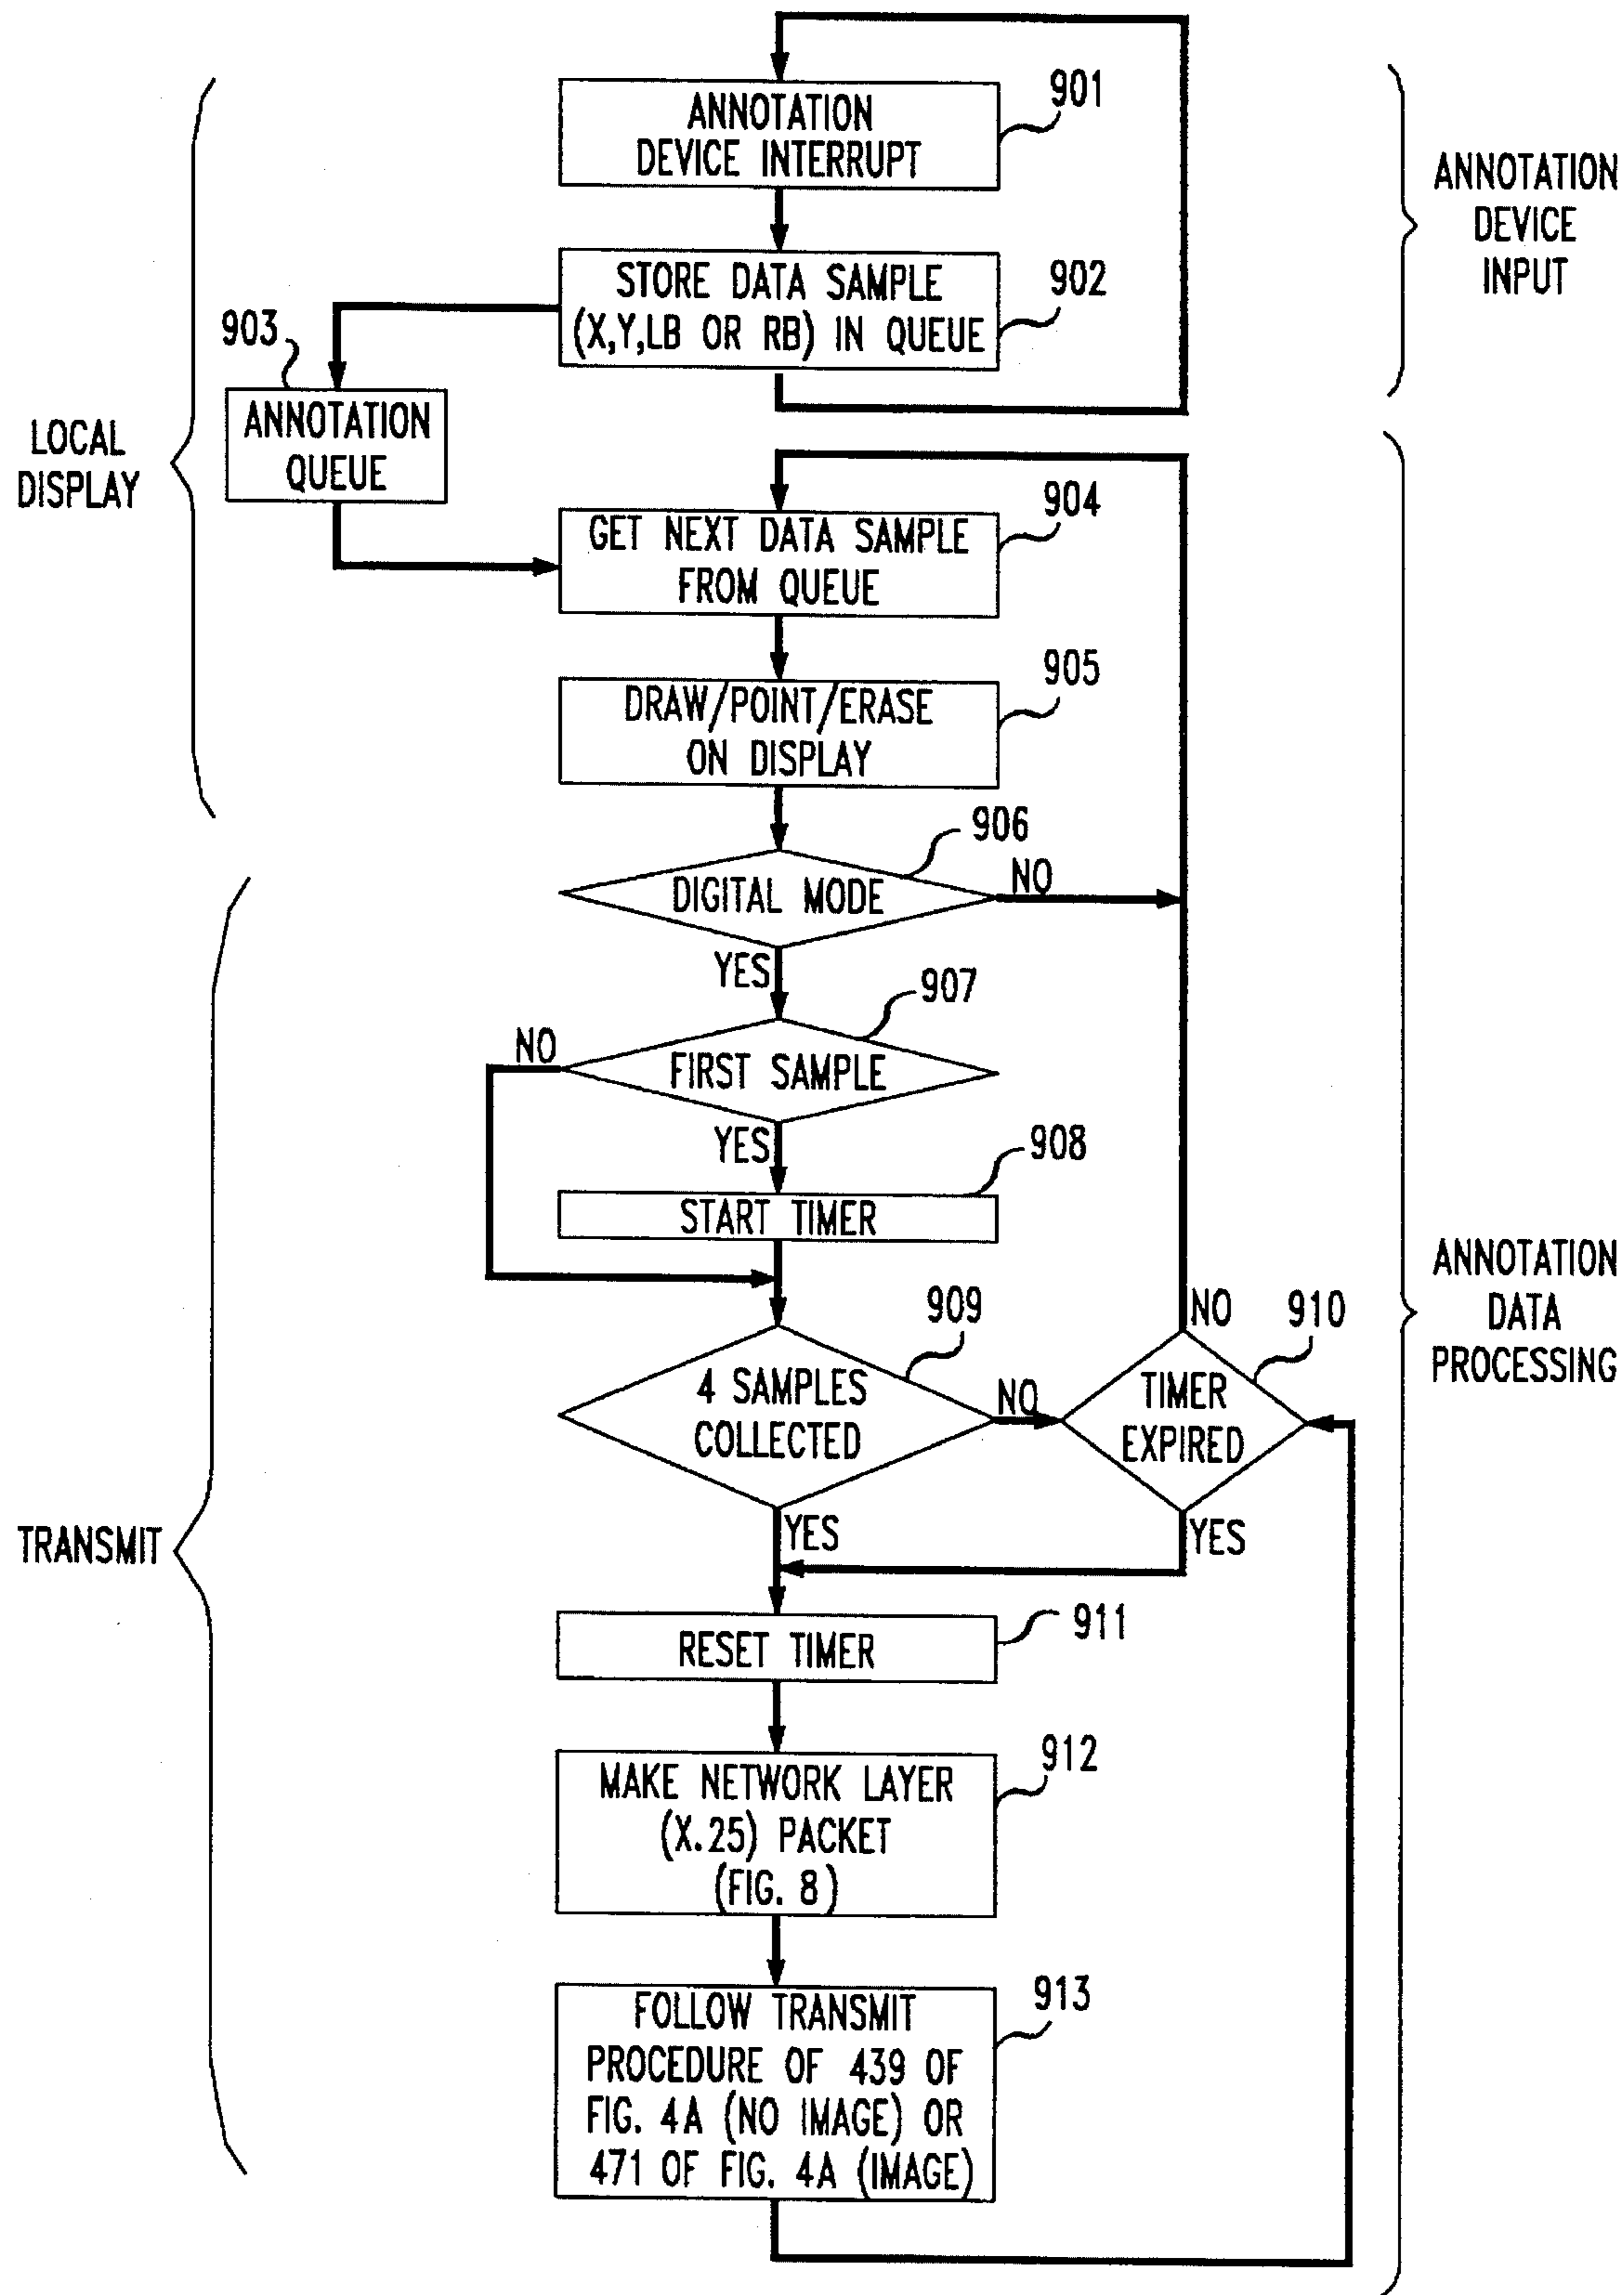 901
ANNOTATION
DEVICE INTERRUPT
ANNOTATION
DEVICE
INPUT
902
STORE DATA SAMPLE
(X,Y,LB OR RB) IN QUEUE
903
ANNOTATION
QUEUE
LOCAL
DISPLAY
904
GET NEXT DATA SAMPLE
FROM QUEUE
905
DRAW/POINT/ERASE
ON DISPLAY
906
DIGITAL MODE
NO
YES
907
NO
FIRST SAMPLE
YES
908
START TIMER
909
4 SAMPLES
COLLECTED
NO
YES
910
NO
TIMER
EXPIRED
YES
ANNOTATION
DATA
PROCESSING
TRANSMIT
911
RESET TIMER
912
MAKE NETWORK LAYER
(X.25) PACKET
(FIG. 8)
913
FOLLOW TRANSMIT
PROCEDURE OF 439 OF
FIG. 4A (NO IMAGE) OR
471 OF FIG. 4A (IMAGE)